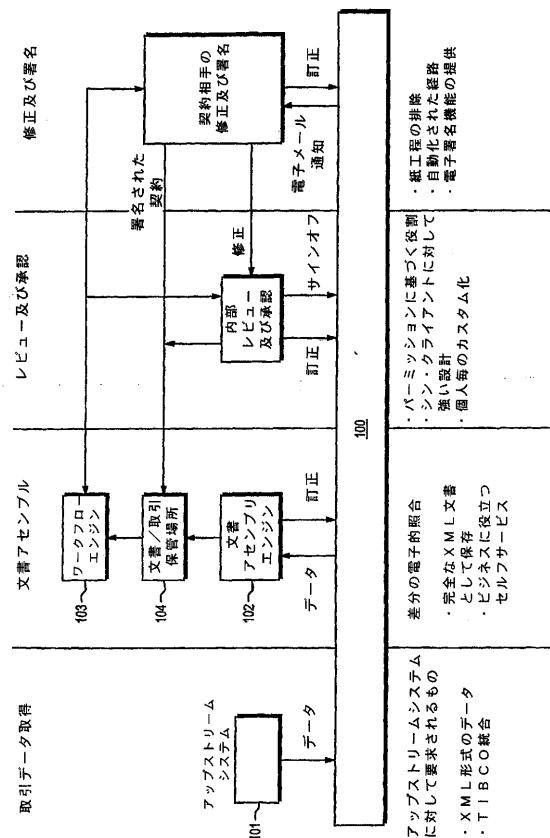 取引データ取得
文書アセンブル
レビュー及び承認
修正及び署名
アップストリーム
システム
101
データ
103
ワークフロー
エンジン
104
文書/取引
保管場所
102
文書
アセンブリ
エンジン
データ
訂正
内部
レビュー
及び承認
訂正
サインオフ
修正
署名された
契約
契約相手の
修正及び署名
電子メール
通知
訂正
100
アップストリームシステム
に対して要求されるもの
・XML形式のデータ
・TIBCO統合
差分の電子的照合
・完全なXML文書
として保存
・ビジネスに役立つ
セルフサービス
・パーミッションに基づく役割
・シン・クライアントに対して
強い設計
・個人毎のカスタム化
・紙工程の排除
・自動化された経路
・電子署名機能の提供